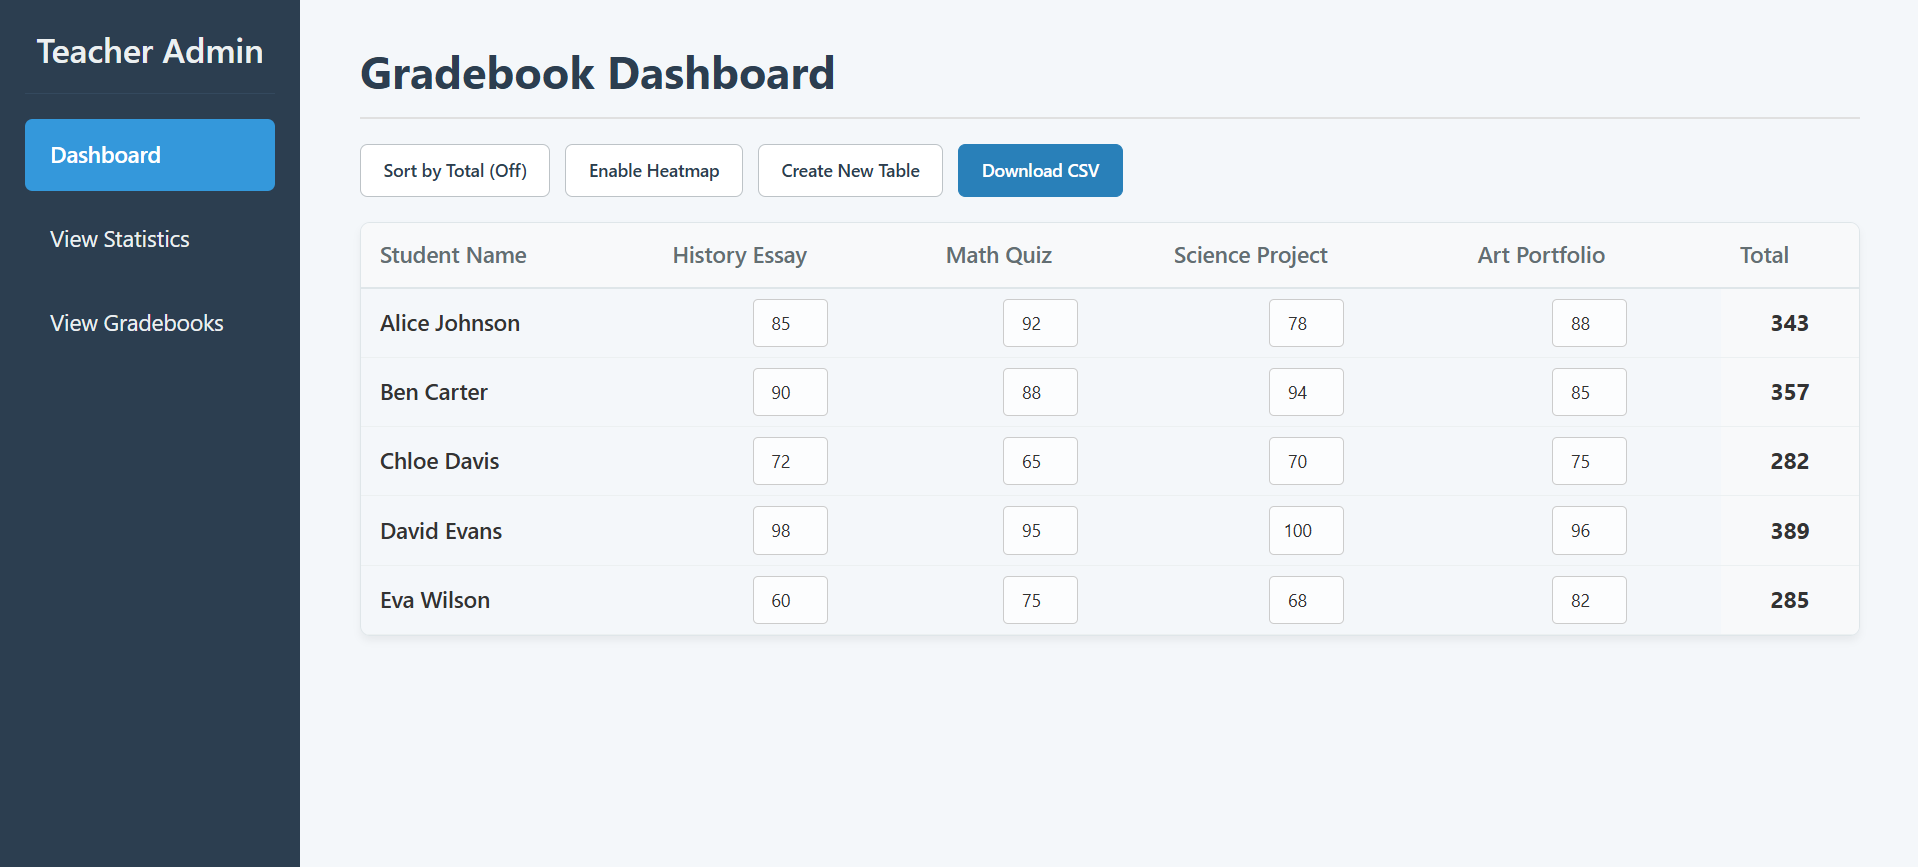 Teacher Admin
Dashboard
View Statistics
View Gradebooks
Gradebook Dashboard
Sort by Total (Off) Enable Heatmap Create New Table Download CSV
Student Name History Essay Math Quiz Science Project Art Portfolio Total
Alice Johnson 85 92 78 88 343
Ben Carter 90 88 94 85 357
Chloe Davis 72 65 70 75 282
David Evans 98 95 100 96 389
Eva Wilson 60 75 68 82 285